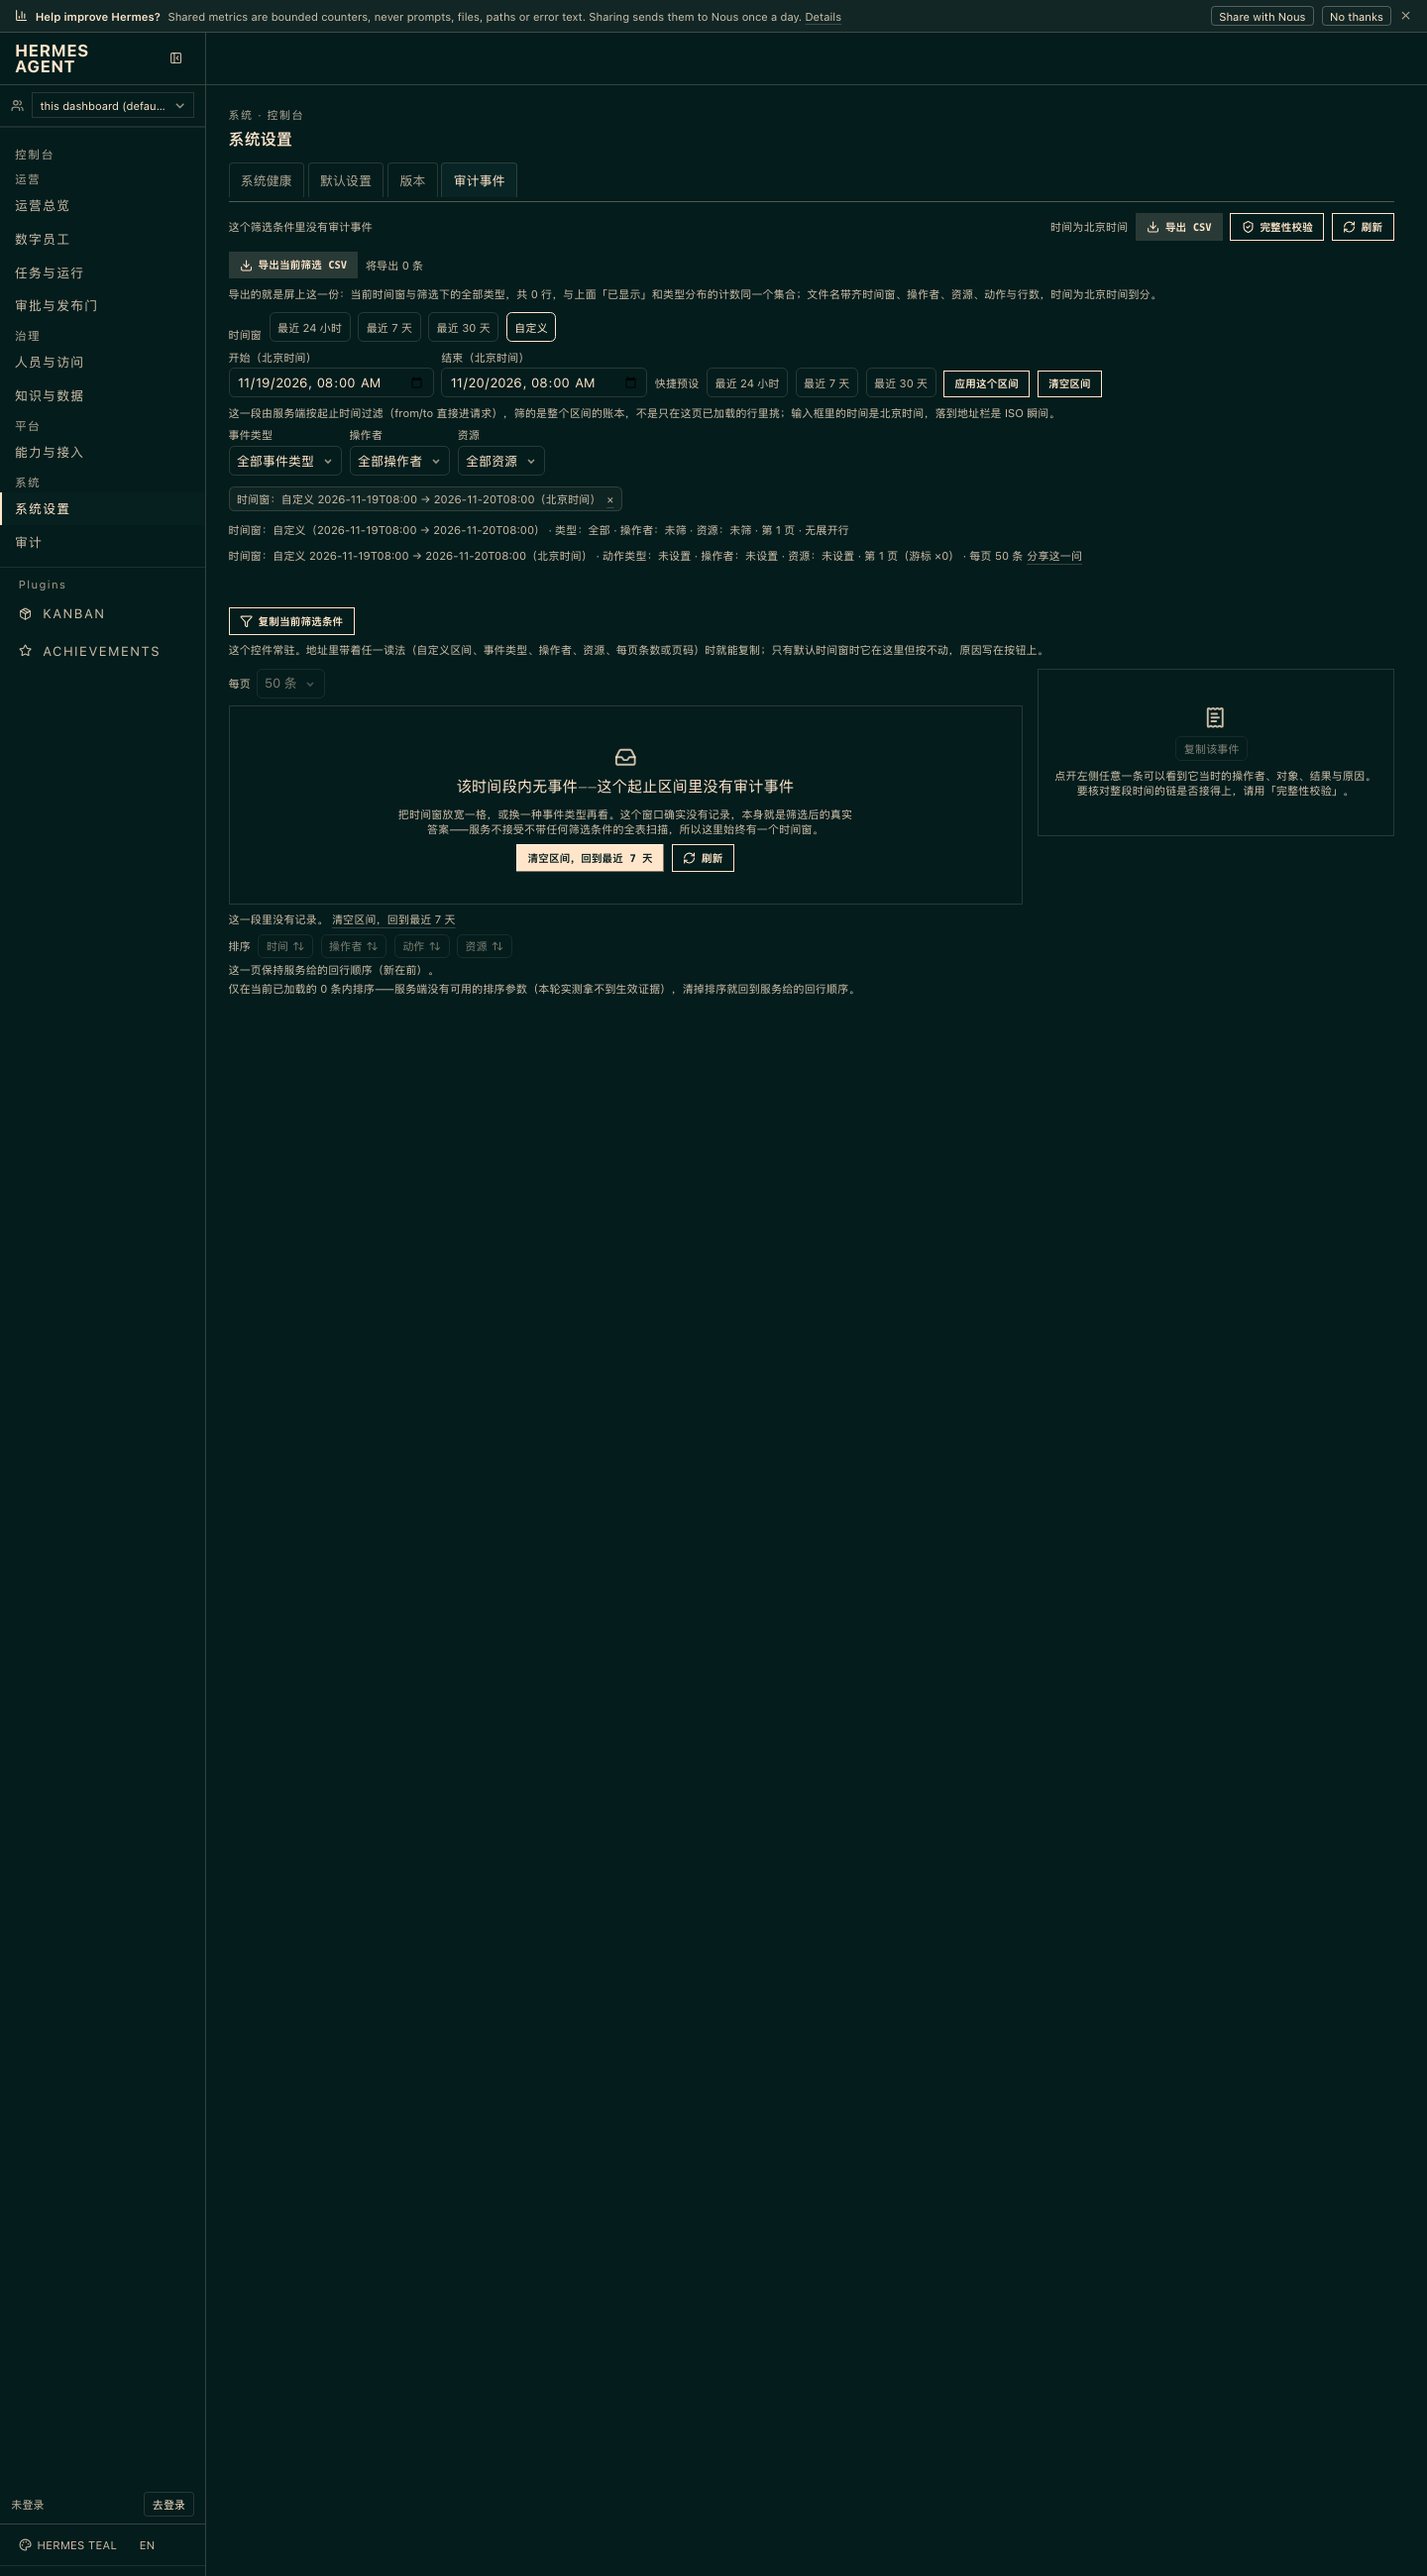 Help improve Hermes? Shared metrics are bounded counters, never prompts, files, paths or error text. Sharing sends them to Nous once a day. Details
Share with Nous
No thanks
HERMES
AGENT
this dashboard (defau...
控制台
运营
运营总览
数字员工
任务与运行
审批与发布门
治理
人员与访问
知识与数据
平台
能力与接入
系统
系统设置
审计
Plugins
KANBAN
ACHIEVEMENTS
未登录
去登录
HERMES TEAL
EN
系统 · 控制台
系统设置
系统健康
默认设置
版本
审计事件
这个筛选条件里没有审计事件
时间为北京时间
导出 CSV
完整性校验
刷新
导出当前筛选 CSV
将导出 0 条
导出的就是屏上这一份：当前时间窗与筛选下的全部类型，共 0 行，与上面「已显示」和类型分布的计数同一个集合；文件名带齐时间窗、操作者、资源、动作与行数，时间为北京时间到分。
时间窗
最近 24 小时
最近 7 天
最近 30 天
自定义
开始（北京时间）
结束（北京时间）
11/19/2026, 08:00 AM
11/20/2026, 08:00 AM
快捷预设
最近 24 小时
最近 7 天
最近 30 天
应用这个区间
清空区间
这一段由服务端按起止时间过滤（from/to 直接进请求），筛的是整个区间的账本，不是只在这页已加载的行里挑；输入框里的时间是北京时间，落到地址栏是 ISO 瞬间。
事件类型
操作者
资源
全部事件类型
全部操作者
全部资源
时间窗：自定义 2026-11-19T08:00 → 2026-11-20T08:00（北京时间） ×
时间窗：自定义（2026-11-19T08:00 → 2026-11-20T08:00） · 类型：全部 · 操作者：未筛 · 资源：未筛 · 第 1 页 · 无展开行
时间窗：自定义 2026-11-19T08:00 → 2026-11-20T08:00（北京时间） · 动作类型：未设置 · 操作者：未设置 · 资源：未设置 · 第 1 页（游标 ×0） · 每页 50 条 分享这一问
复制当前筛选条件
这个控件常驻。地址里带着任一读法（自定义区间、事件类型、操作者、资源、每页条数或页码）时就能复制；只有默认时间窗时它在这里但按不动，原因写在按钮上。
每页
50 条
该时间段内无事件——这个起止区间里没有审计事件
把时间窗放宽一格，或换一种事件类型再看。这个窗口确实没有记录，本身就是筛选后的真实
答案——服务不接受不带任何筛选条件的全表扫描，所以这里始终有一个时间窗。
清空区间，回到最近 7 天
刷新
复制该事件
点开左侧任意一条可以看到它当时的操作者、对象、结果与原因。
要核对整段时间的链是否接得上，请用「完整性校验」。
这一段里没有记录。 清空区间，回到最近 7 天
排序
时间
操作者
动作
资源
这一页保持服务给的回行顺序（新在前）。
仅在当前已加载的 0 条内排序——服务端没有可用的排序参数（本轮实测拿不到生效证据），清掉排序就回到服务给的回行顺序。